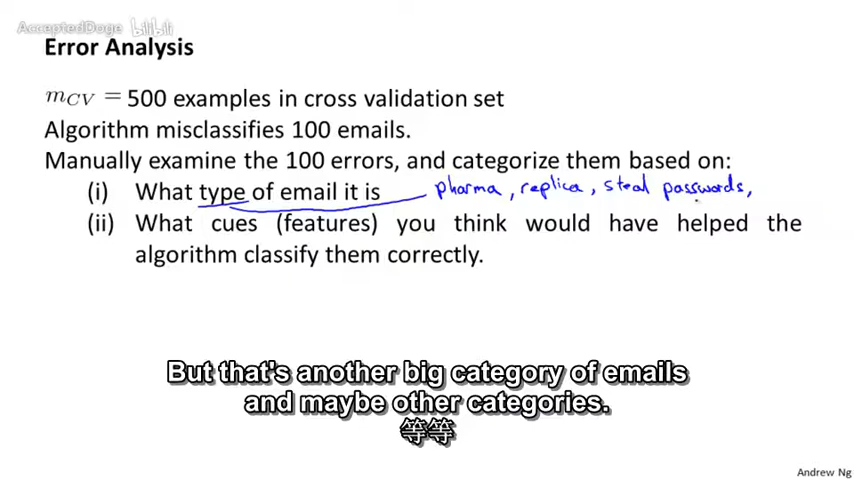 AcceptedDoge bilibili
Error Analysis
m_CV = 500 examples in cross validation set
Algorithm misclassifies 100 emails.
Manually examine the 100 errors, and categorize them based on:
(i) What type of email it is pharma, replica, steal passwords,
(ii) What cues (features) you think would have helped the
algorithm classify them correctly.
But that's another big category of emails
and maybe other categories.
等等
Andrew Ng